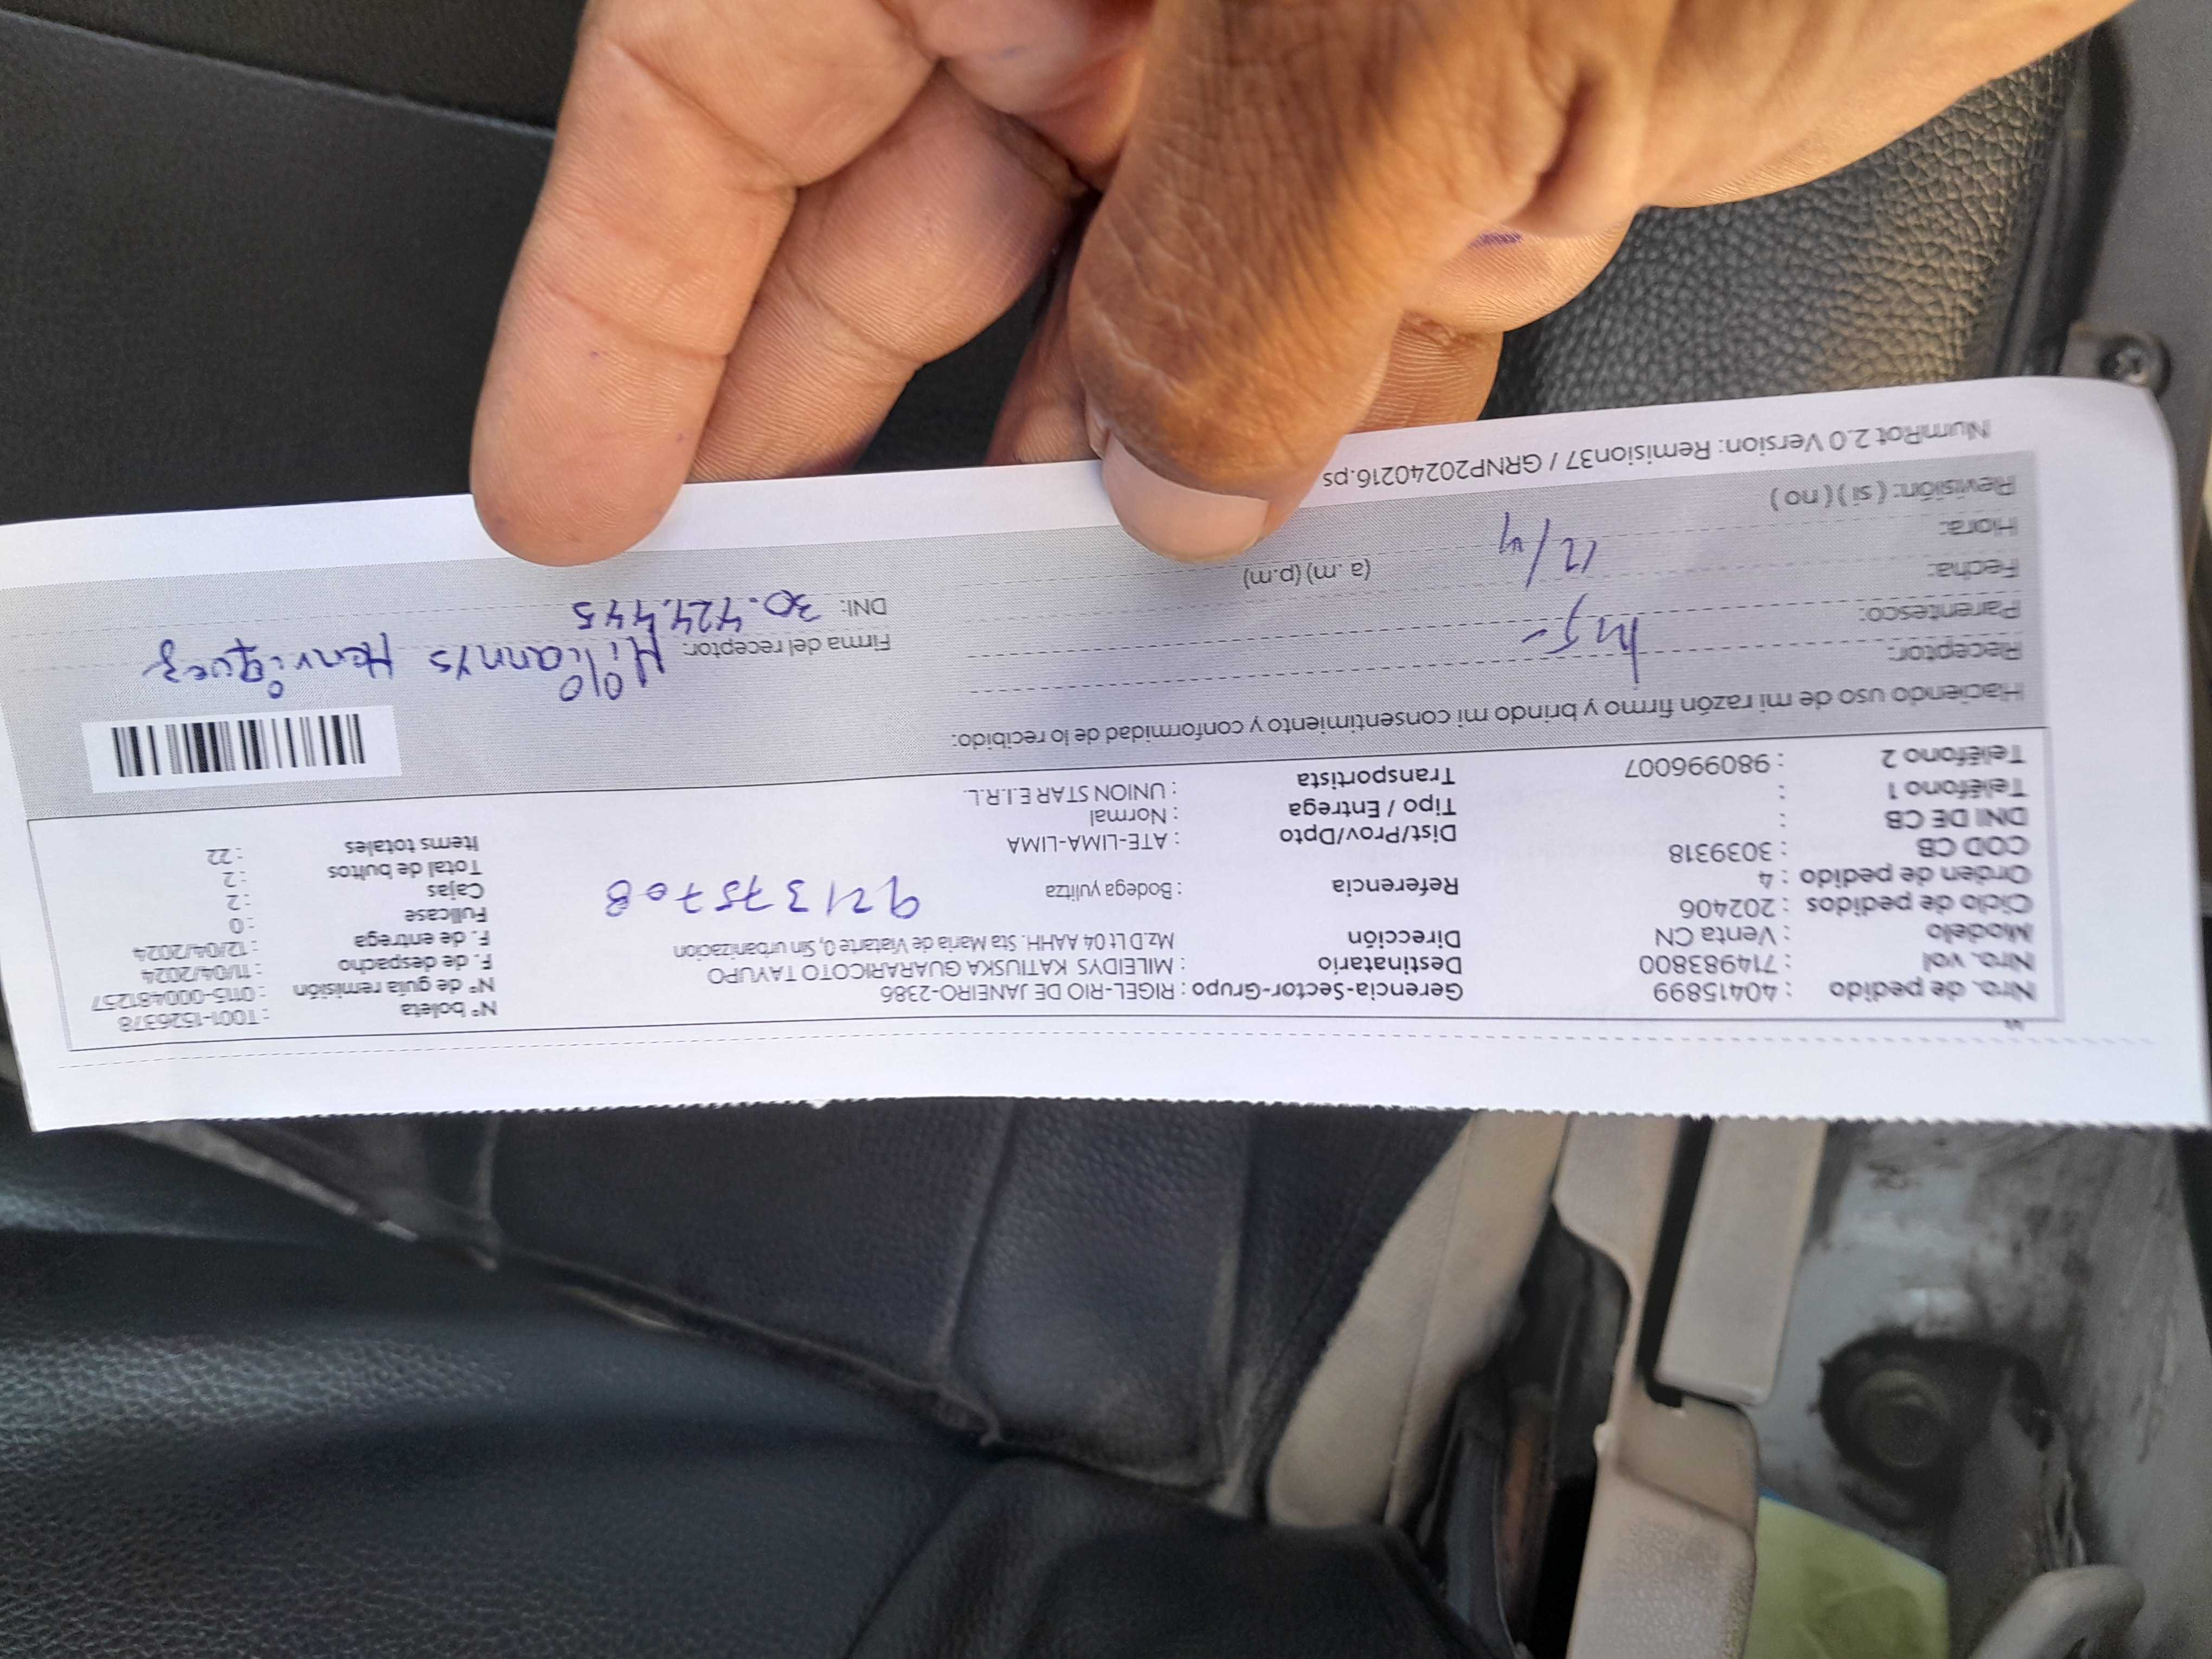 Nro. de pedido : 40415899
Nro. vol : 714983800
Modelo : Venta CN
Ciclo de pedidos : 202406
Orden de pedido : 4
COD CB : 3039318
DNI DE CB :
Teléfono 1 :
Teléfono 2 : 980996007
Gerencia-Sector-Grupo : RIGEL-RIO DE JANEIRO-2386
Destinatario : MILEIDYS KATIUSKA GUARARICOTO TAYUPO
Dirección Mz.D Lt 04 AAHH. Sta Maria de Viatarte 0, Sin urbanizacion
Referencia : Bodega yulitza
921375708
Dist/Prov/Dpto : ATE-LIMA-LIMA
Tipo / Entrega : Normal
Transportista : UNION STAR E.I.R.L.
N° boleta : T001-1526378
N° de guía remisión : 0115-000481257
F. de despacho : 11/04/2024
F. de entrega : 12/04/2024
Fullcase : 0
Cajas : 2
Total de bultos : 2
Items totales : 22
Haciendo uso de mi razón firmo y brindo mi consentimiento y conformidad de lo recibido:
Receptor:
Parentesco:
Fecha: 12/4
Hora: (a.m) (p.m)
Revisión: ( si ) ( no )
Firma del receptor: Miliannys Henriquez
DNI: 30.724.445
NumRot 2.0 Version: Remision37 / GRNP20240216.ps